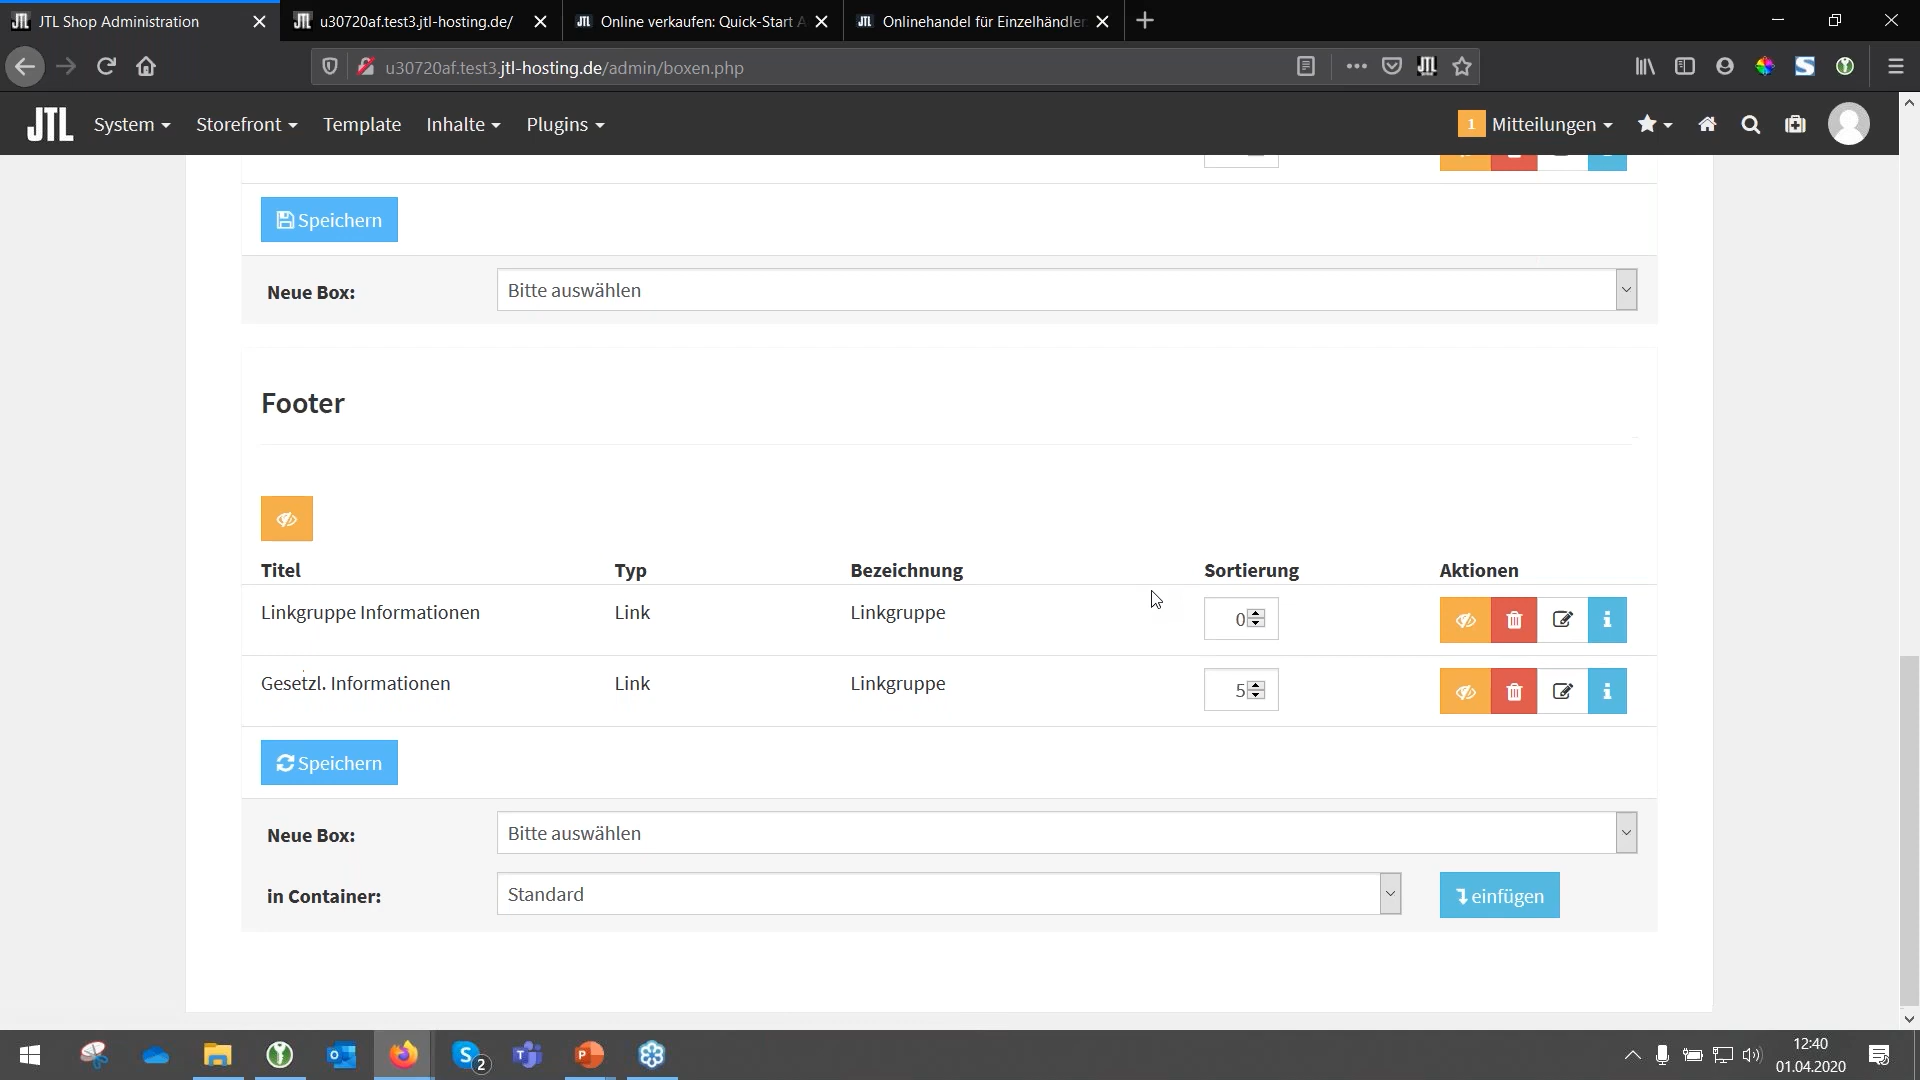 JTL Shop Administration
u30720af.test3.jtl-hosting.de/
Online verkaufen: Quick-Start A
Onlinehandel für Einzelhändler
u30720af.test3.jtl-hosting.de/admin/boxen.php
JTL System Storefront Template Inhalte Plugins 1 Mitteilungen
Speichern
Neue Box: Bitte auswählen
Footer
Titel Typ Bezeichnung Sortierung Aktionen
Linkgruppe Informationen Link Linkgruppe 0
Gesetzl. Informationen Link Linkgruppe 5
Speichern
Neue Box: Bitte auswählen
in Container: Standard einfügen
2
12:40
01.04.2020